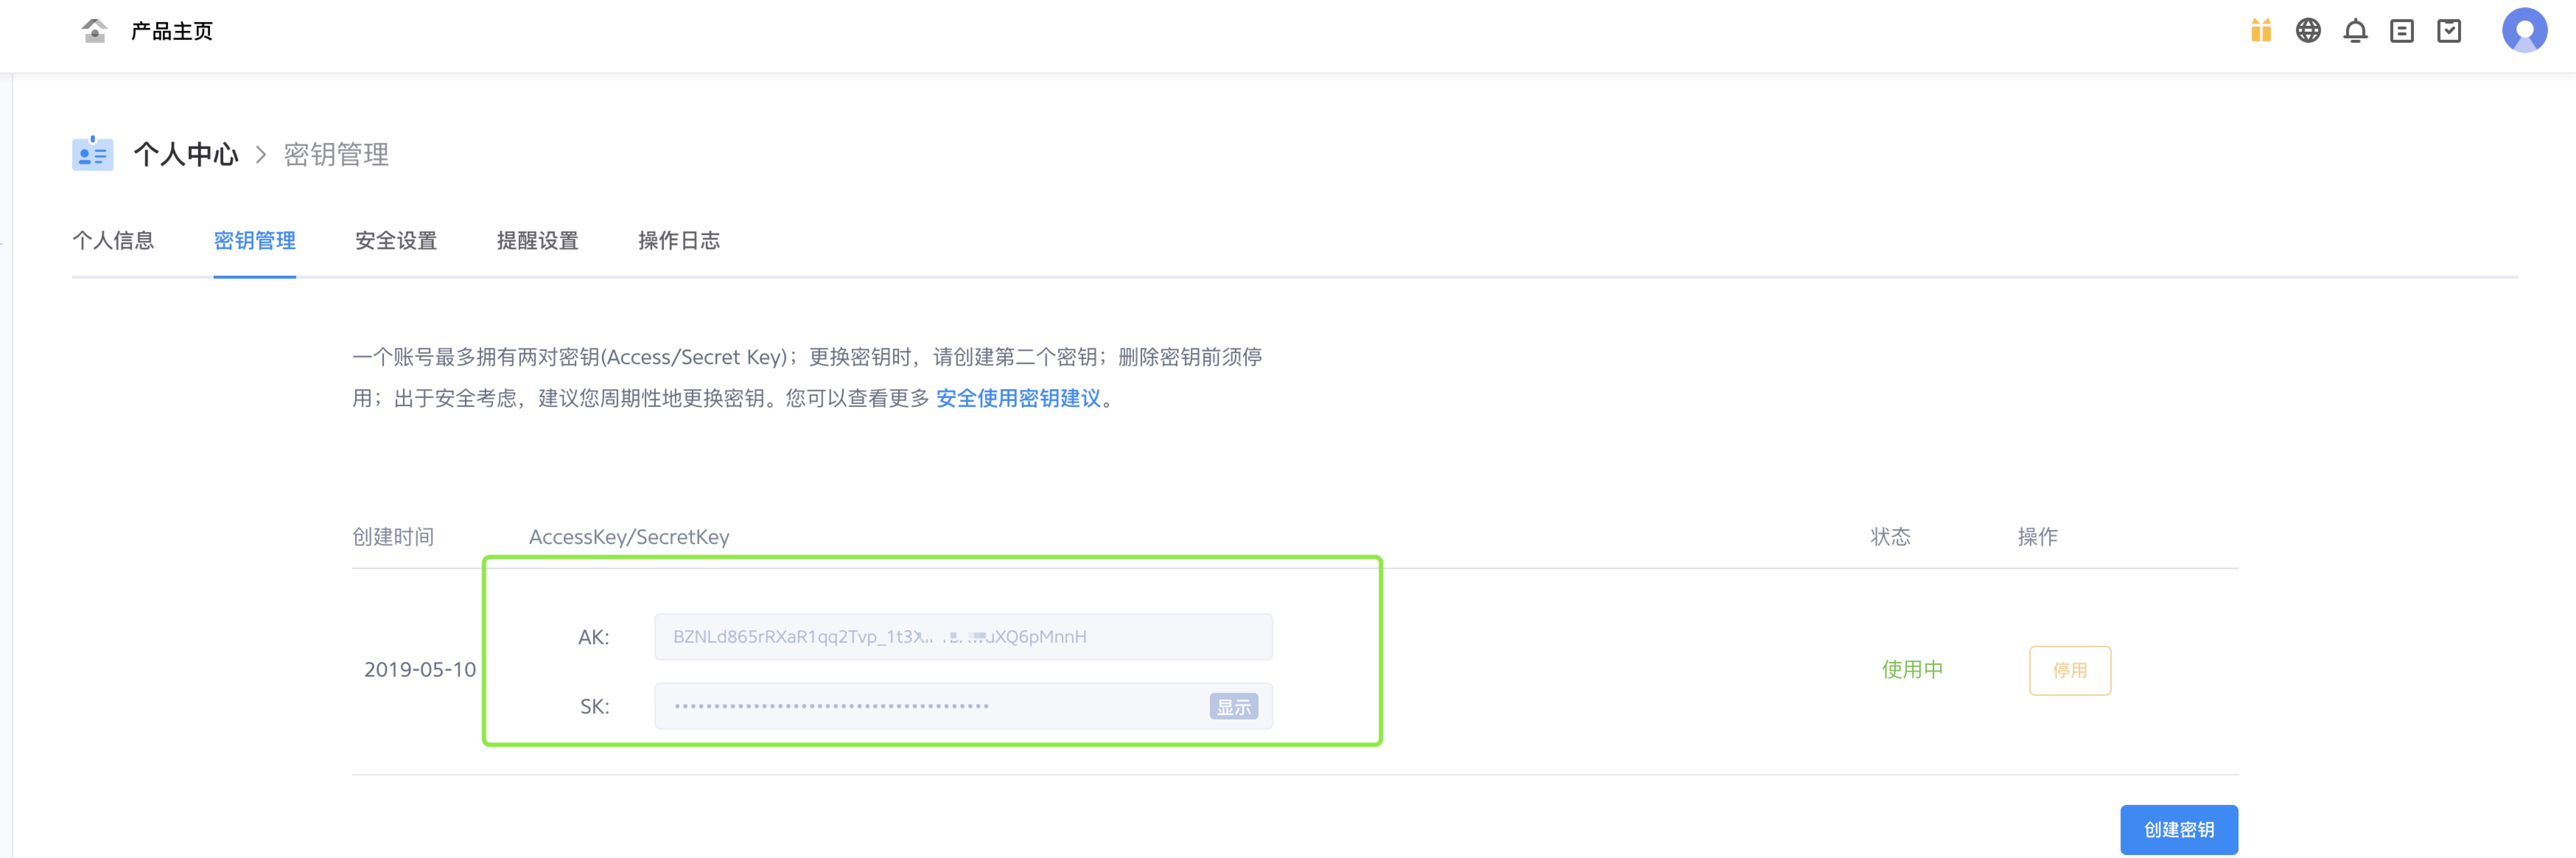 产品主页
个人中心 > 密钥管理
个人信息 密钥管理 安全设置 提醒设置 操作日志
一个账号最多拥有两对密钥(Access/Secret Key)；更换密钥时，请创建第二个密钥；删除密钥前须停
用；出于安全考虑，建议您周期性地更换密钥。您可以查看更多 安全使用密钥建议。
创建时间 AccessKey/SecretKey 状态 操作
AK:
2019-05-10 使用中 停用
SK: •••••••••••••••••••••••••••••••••••••••• 显示
创建密钥